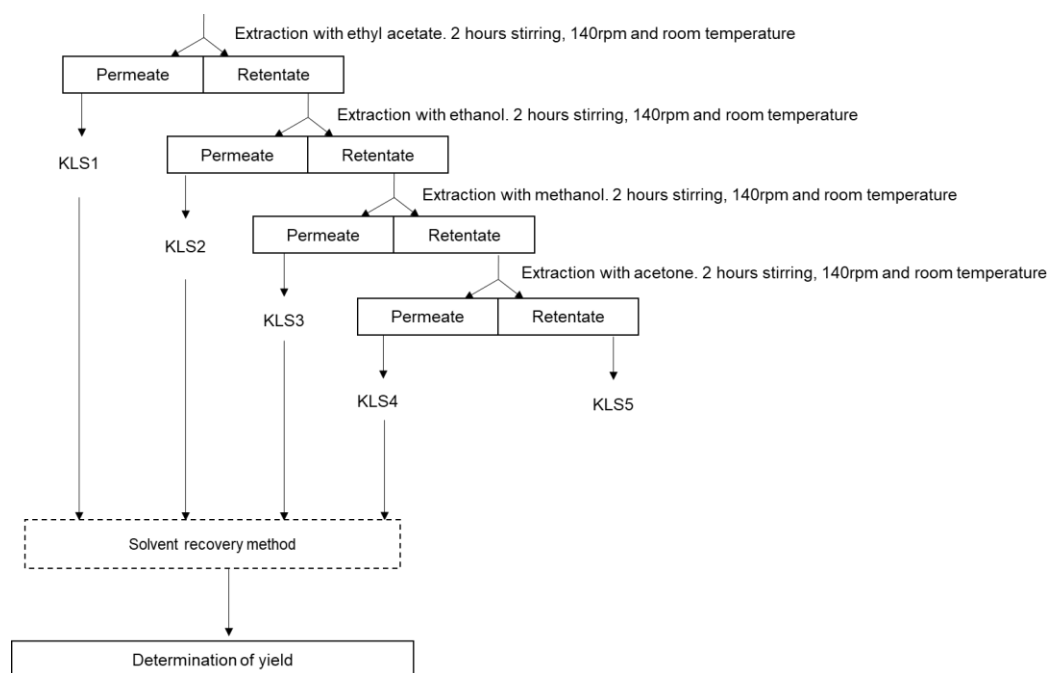 Extraction with ethyl acetate. 2 hours stirring, 140rpm and room temperature
Permeate
Retentate
Extraction with ethanol. 2 hours stirring, 140rpm and room temperature
KLS1
Permeate
Retentate
Extraction with methanol. 2 hours stirring, 140rpm and room temperature
KLS2
Permeate
Retentate
Extraction with acetone. 2 hours stirring, 140rpm and room temperature
KLS3
Permeate
Retentate
KLS4
KLS5
Solvent recovery method
Determination of yield